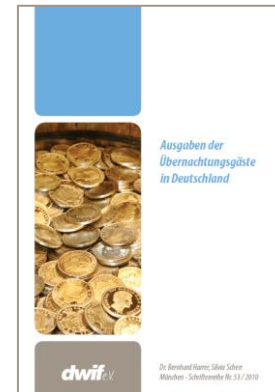 Ausgaben der
Übernachtungsgäste
in Deutschland
dwif e.V.
Dr. Bernhard Harrer, Silvia Scherr
München - Schriftenreihe Nr. 53 / 2010